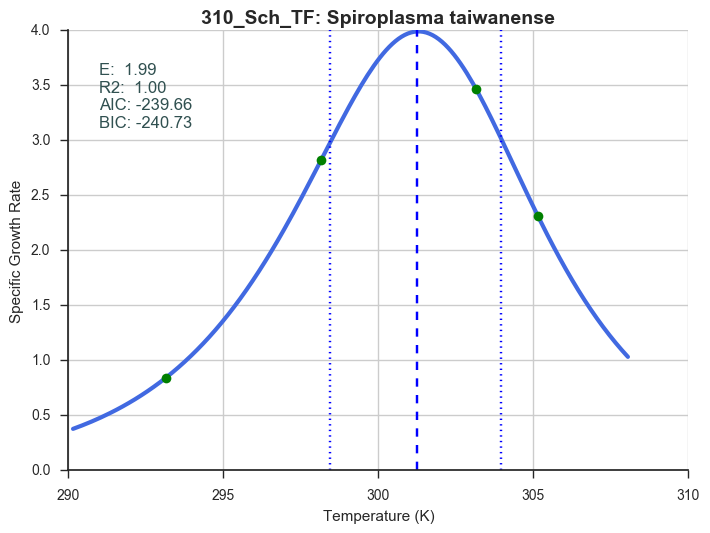 310_Sch_TF: Spiroplasma taiwanense
E:  1.99
R2:  1.00
AIC: -239.66
BIC: -240.73
Specific Growth Rate
4.0
3.5
3.0
2.5
2.0
1.5
1.0
0.5
0.0
290 295 300 305 310
Temperature (K)